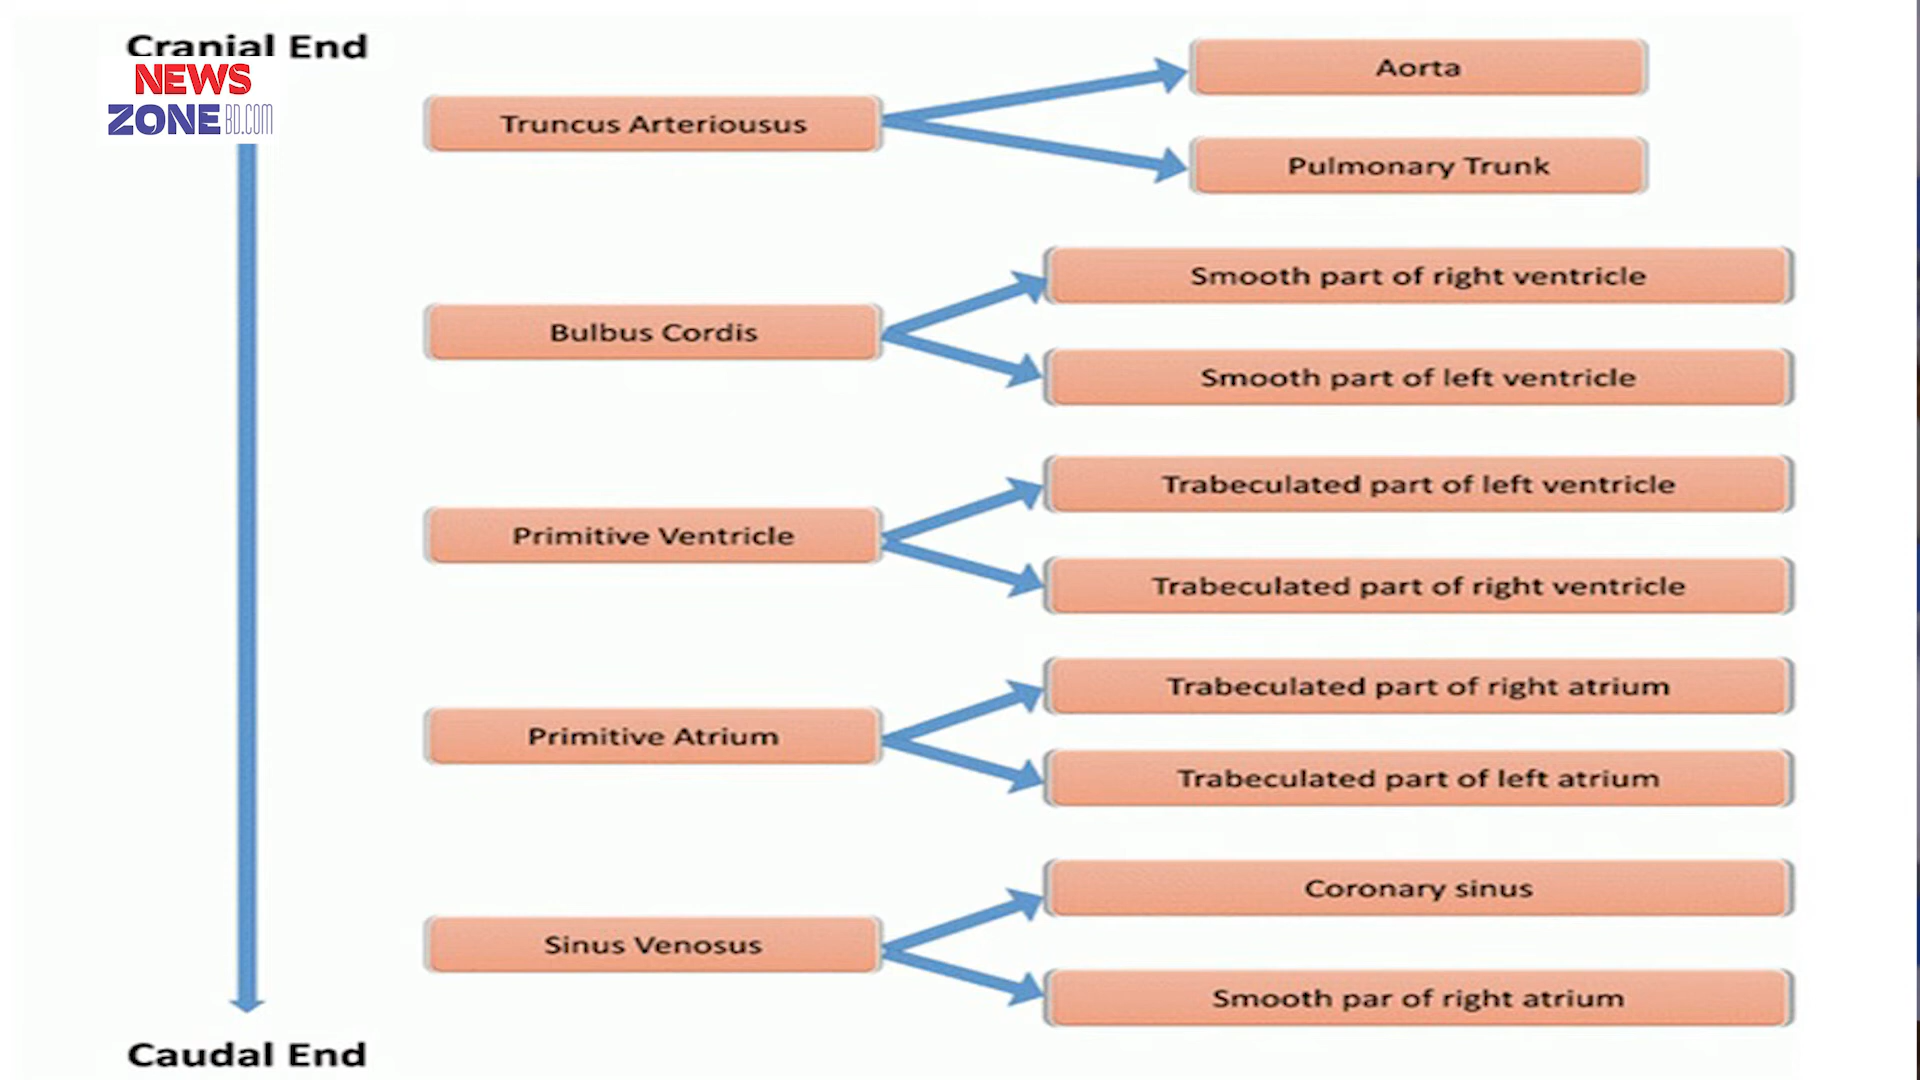 Cranial End
NEWS
ZONE BD.COM
Truncus Arteriousus
Aorta
Pulmonary Trunk
Bulbus Cordis
Smooth part of right ventricle
Smooth part of left ventricle
Primitive Ventricle
Trabeculated part of left ventricle
Trabeculated part of right ventricle
Primitive Atrium
Trabeculated part of right atrium
Trabeculated part of left atrium
Sinus Venosus
Coronary sinus
Smooth par of right atrium
Caudal End